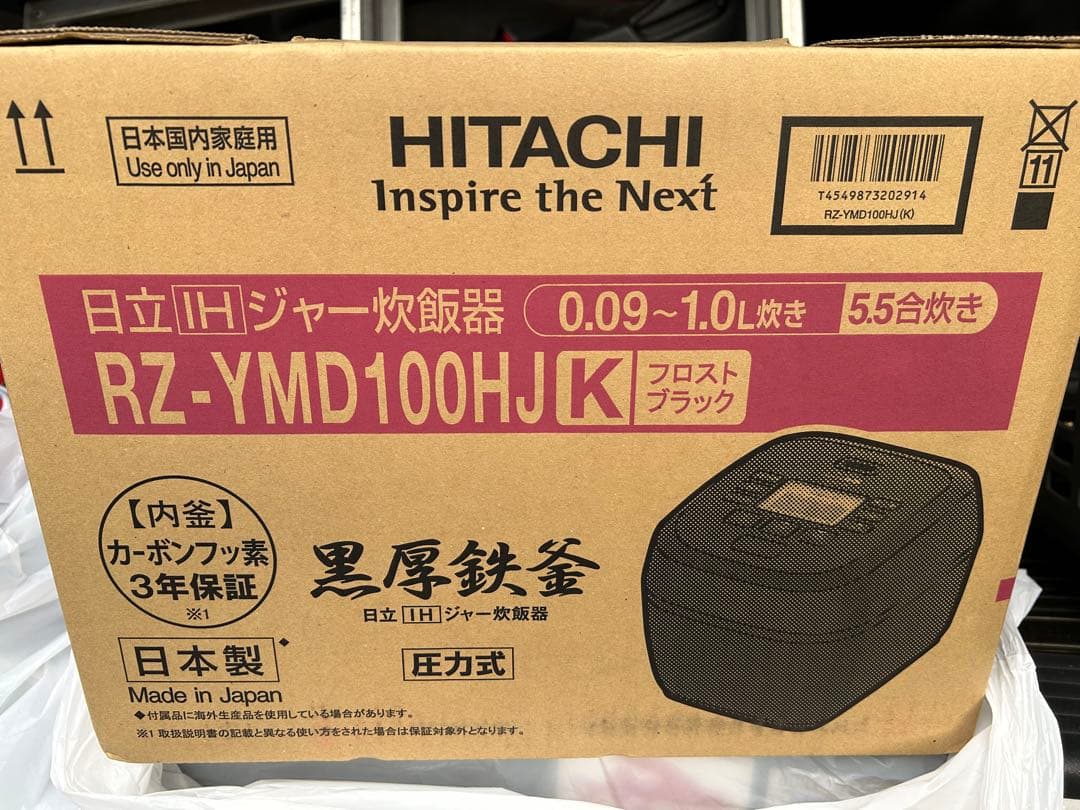 日本国内家庭用
Use only in Japan
HITACHI
Inspire the Next
T4549873202914
RZ-YMD100HJ(K)
11
日立IHジャー炊飯器 0.09～1.0L炊き 5.5合炊き
RZ-YMD100HJ K フロスト
ブラック
【内釜】
カーボンフッ素
3年保証
※1
黒厚鉄釜
日立IHジャー炊飯器
圧力式
日本製◆
Made in Japan
◆付属品に海外生産品を使用している場合があります。
※1 取扱説明書の記載と異なる使い方をされた場合は保証対象外となります。